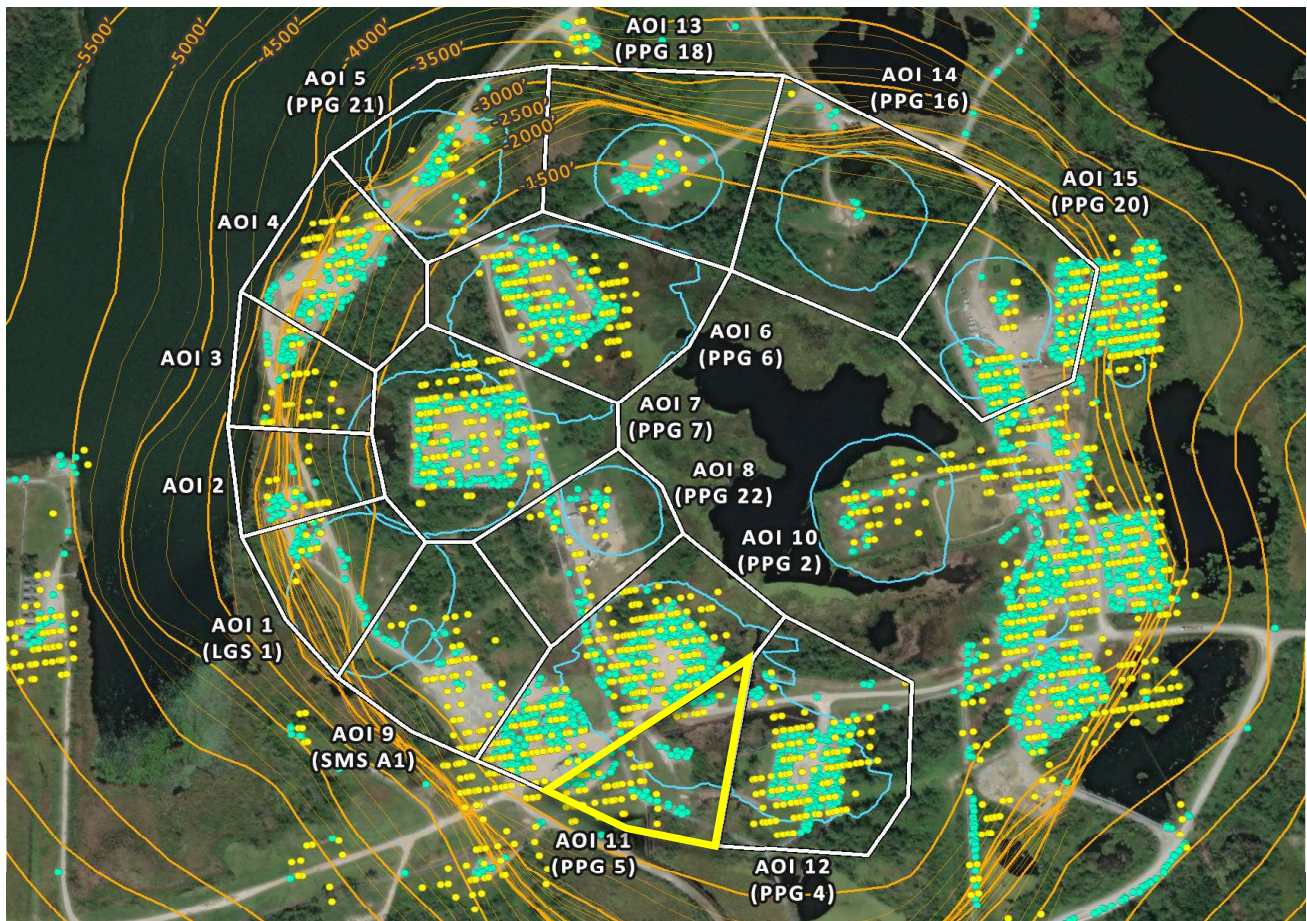 -5500'
-5000'
-4500'
-4000'
-3500'
-3000'
-2500'
-2000'
-1500'
AOI 13
(PPG 18)
AOI 5
(PPG 21)
AOI 14
(PPG 16)
AOI 15
(PPG 20)
AOI 4
AOI 3
AOI 6
(PPG 6)
AOI 7
(PPG 7)
AOI 2
AOI 8
(PPG 22)
AOI 10
(PPG 2)
AOI 1
(LGS 1)
AOI 9
(SMS A1)
AOI 11
(PPG 5)
AOI 12
(PPG 4)